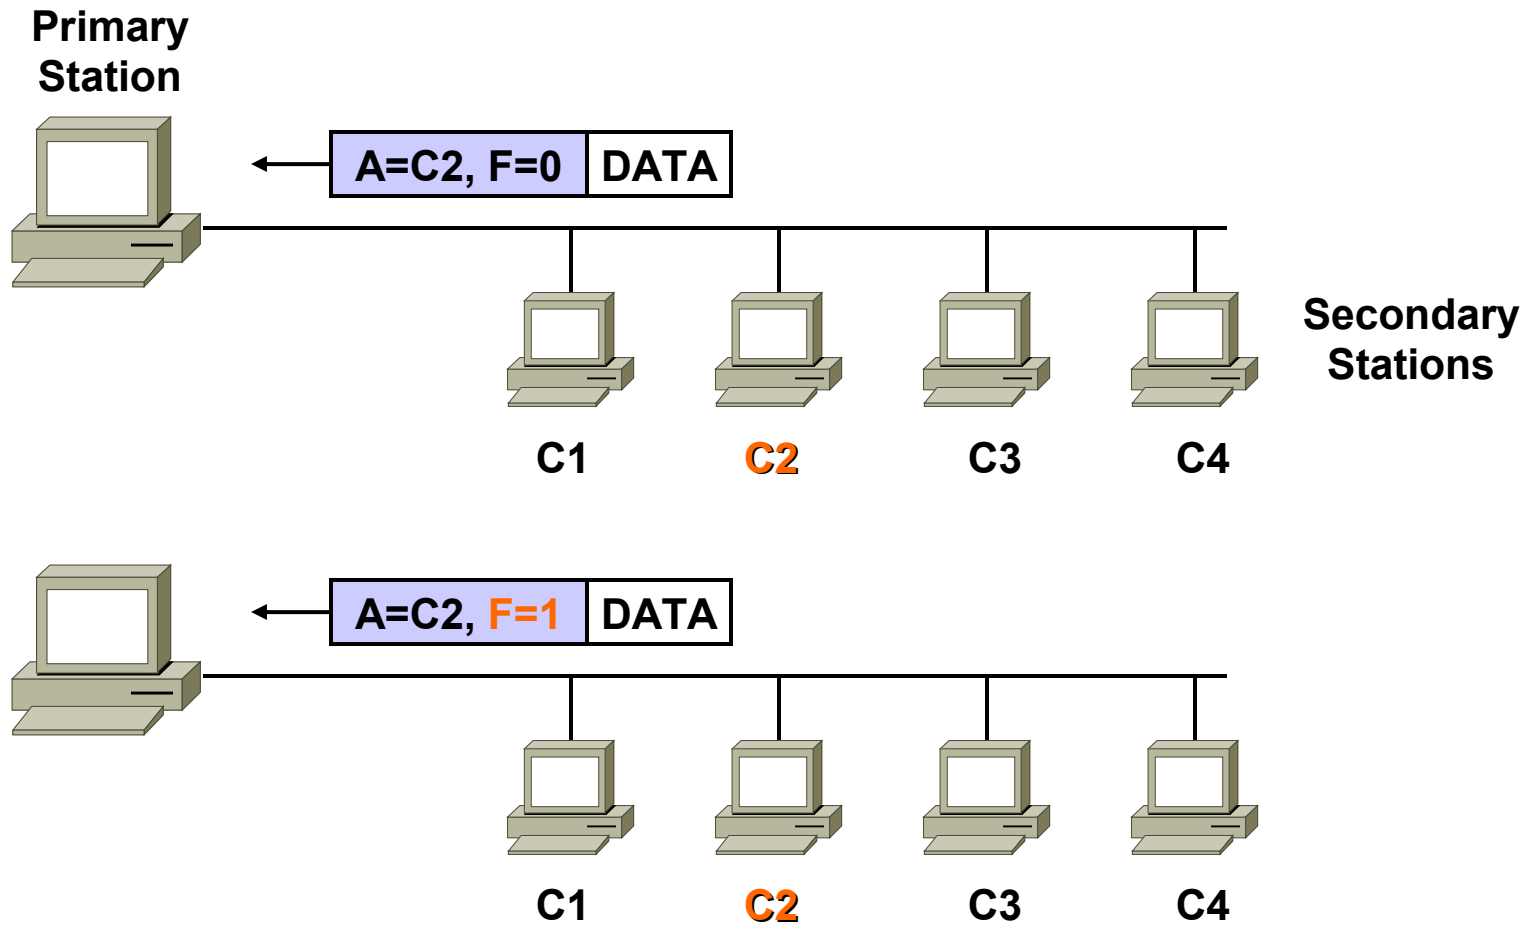 Primary
Station
A=C2, F=0 DATA
Secondary
Stations
C1 C2 C3 C4
A=C2, F=1 DATA
C1 C2 C3 C4